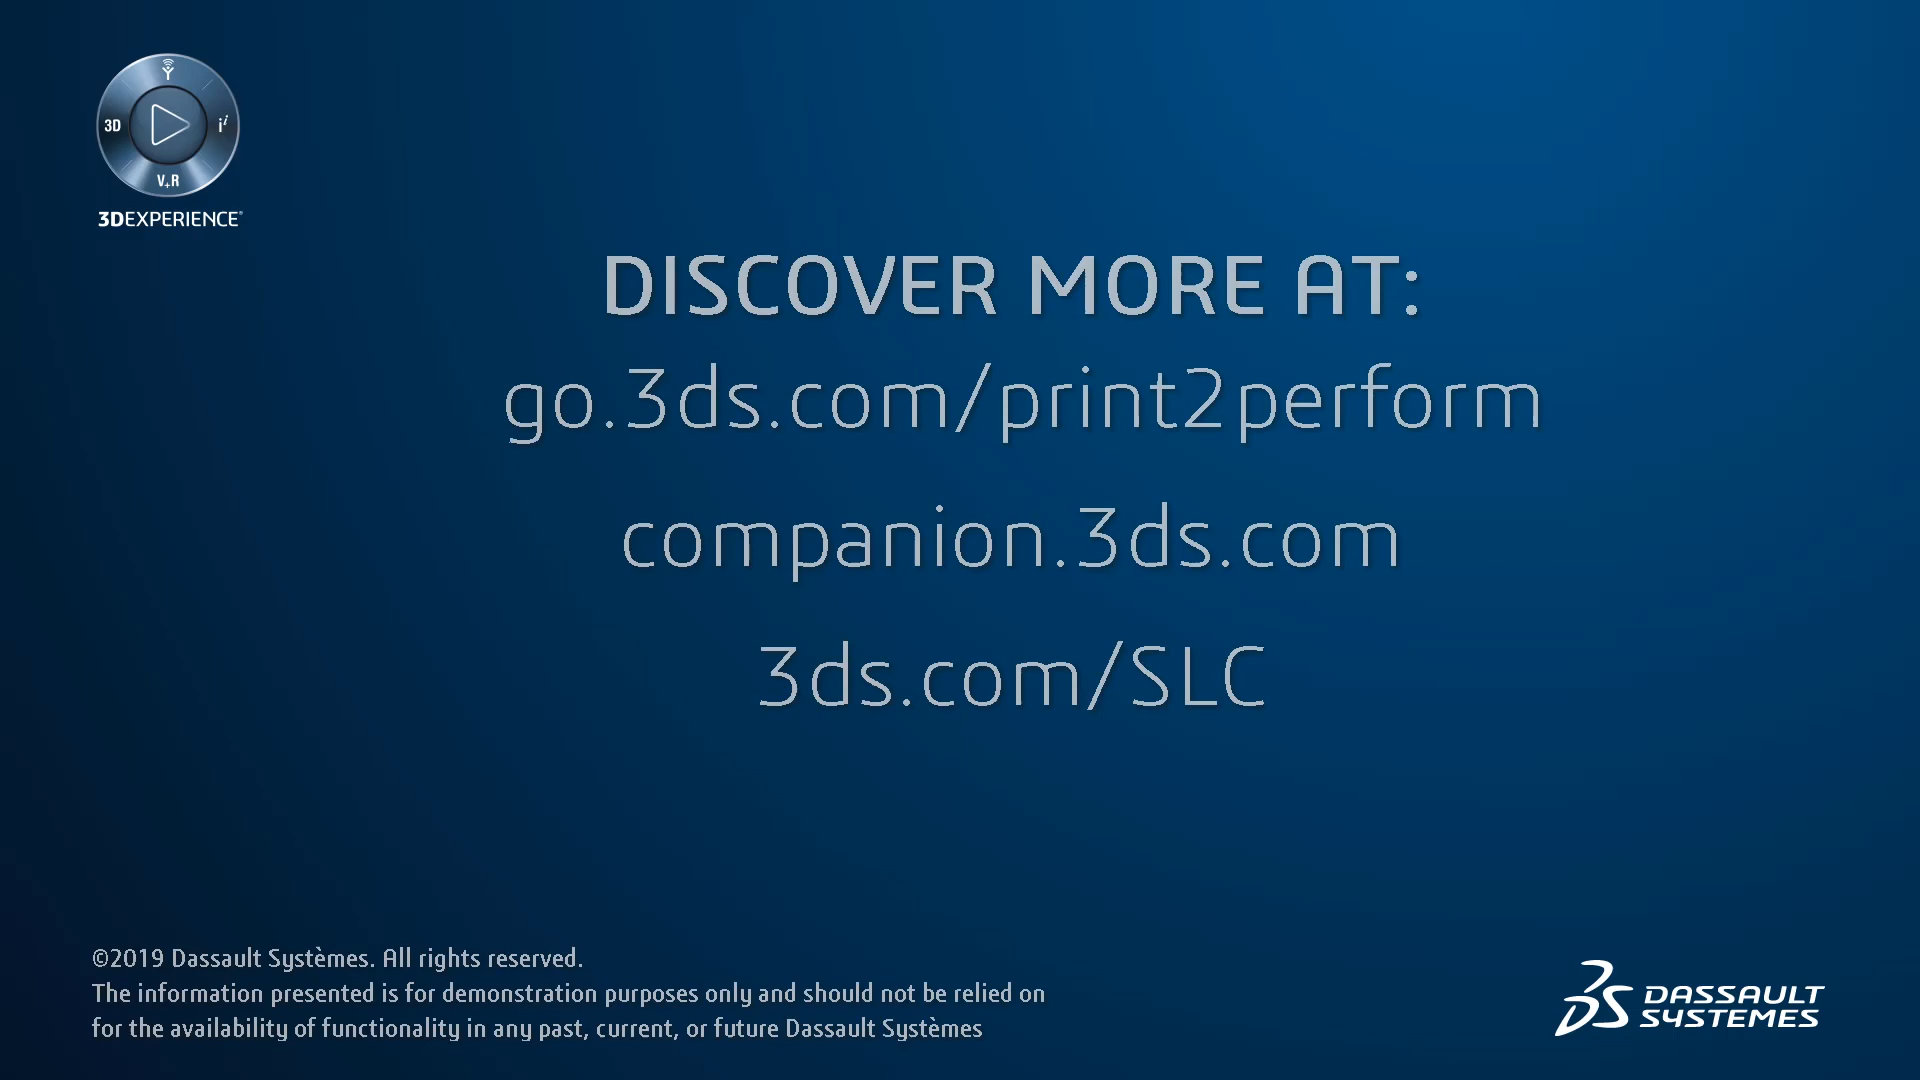 3D
iⁱ
V+R
3DEXPERIENCE®
DISCOVER MORE AT:
go.3ds.com/print2perform
companion.3ds.com
3ds.com/SLC
©2019 Dassault Systèmes. All rights reserved.
The information presented is for demonstration purposes only and should not be relied on
for the availability of functionality in any past, current, or future Dassault Systèmes
3DS DASSAULT
SYSTEMES